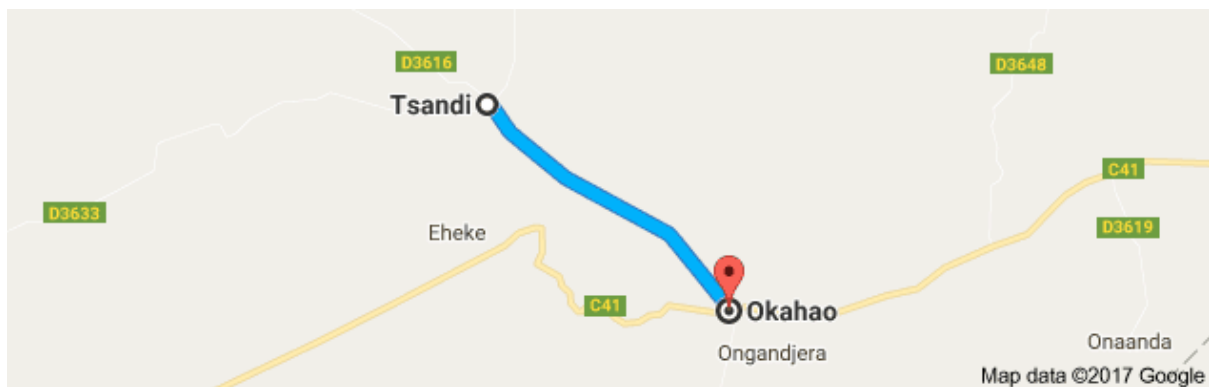 D3616
D3648
Tsandi
C41
D3633
D3619
Eheke
C41
Okahao
Ongandjera
Onaanda
Map data ©2017 Google